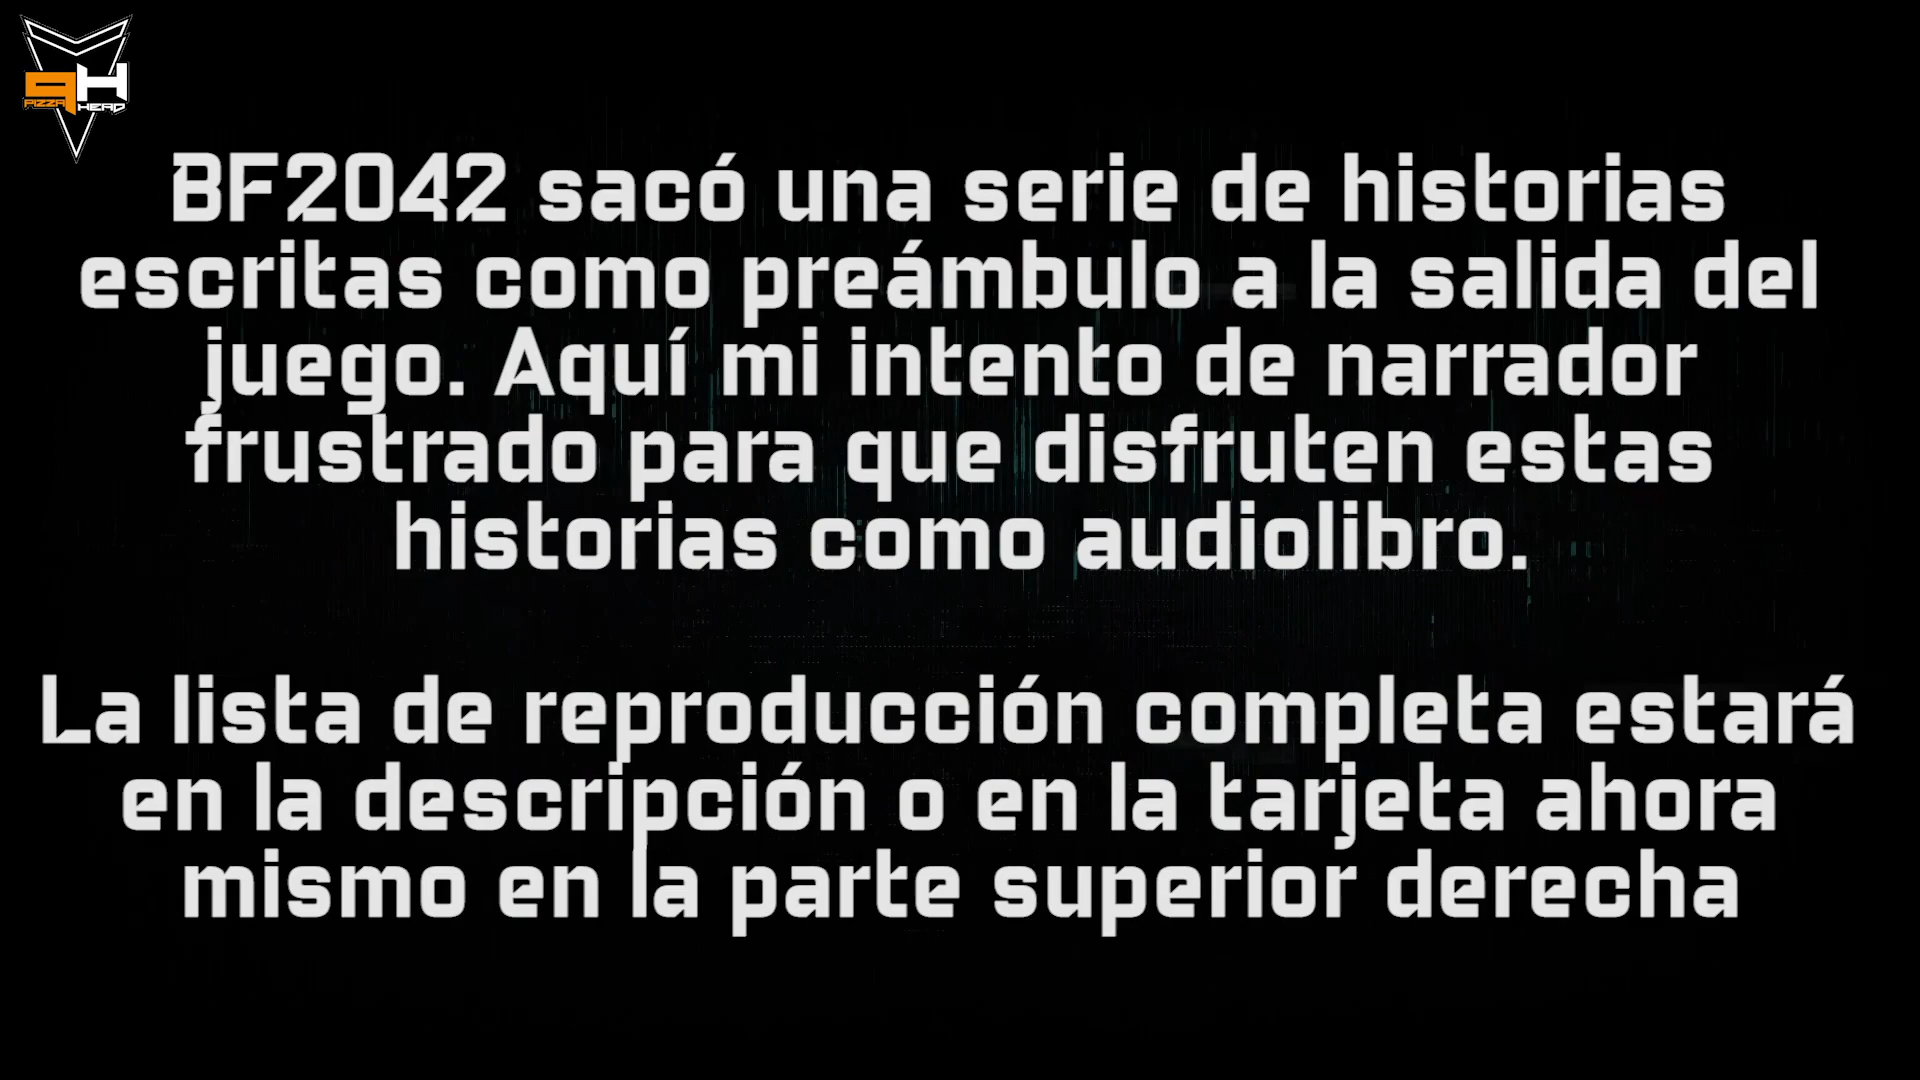 PH
PIZZA HEAD
BF2042 sacó una serie de historias
escritas como preámbulo a la salida del
juego. Aquí mi intento de narrador
frustrado para que disfruten estas
historias como audiolibro.
La lista de reproducción completa estará
en la descripción o en la tarjeta ahora
mismo en la parte superior derecha